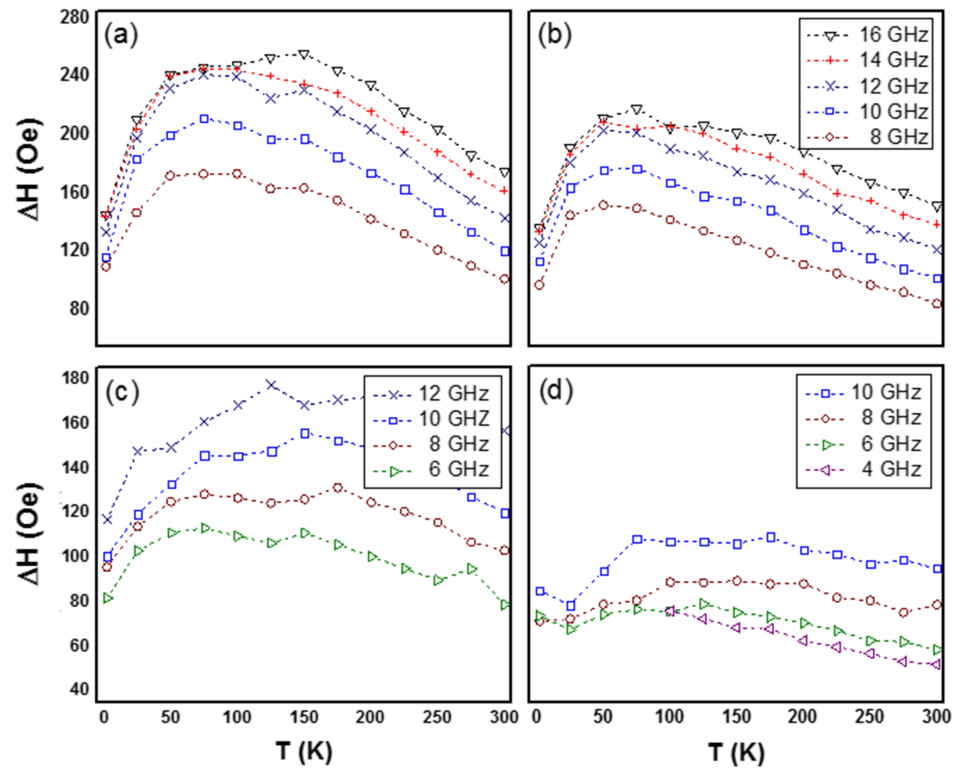 (a)
280
240
200
160
120
80
ΔH (Oe)
(b)
16 GHz
14 GHz
12 GHz
10 GHz
8 GHz
(c)
180
160
140
120
100
80
60
40
ΔH (Oe)
12 GHz
10 GHZ
8 GHz
6 GHz
0 50 100 150 200 250 300
T (K)
(d)
10 GHz
8 GHz
6 GHz
4 GHz
0 50 100 150 200 250 300
T (K)